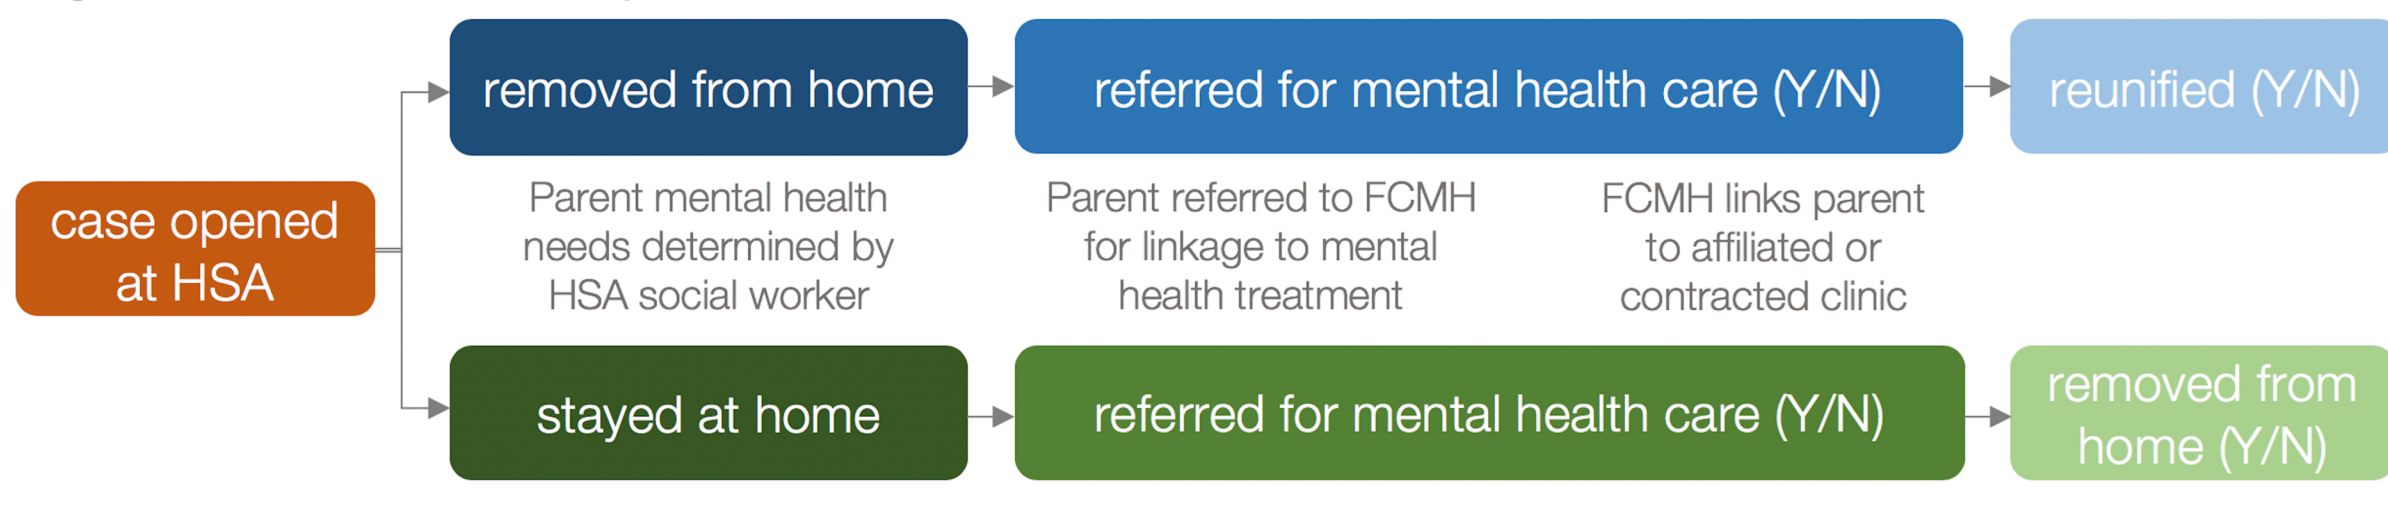 removed from home
referred for mental health care (Y/N)
reunified (Y/N)
case opened
at HSA
Parent mental health
needs determined by
HSA social worker
Parent referred to FCMH
for linkage to mental
health treatment
FCMH links parent
to affiliated or
contracted clinic
stayed at home
referred for mental health care (Y/N)
removed from
home (Y/N)